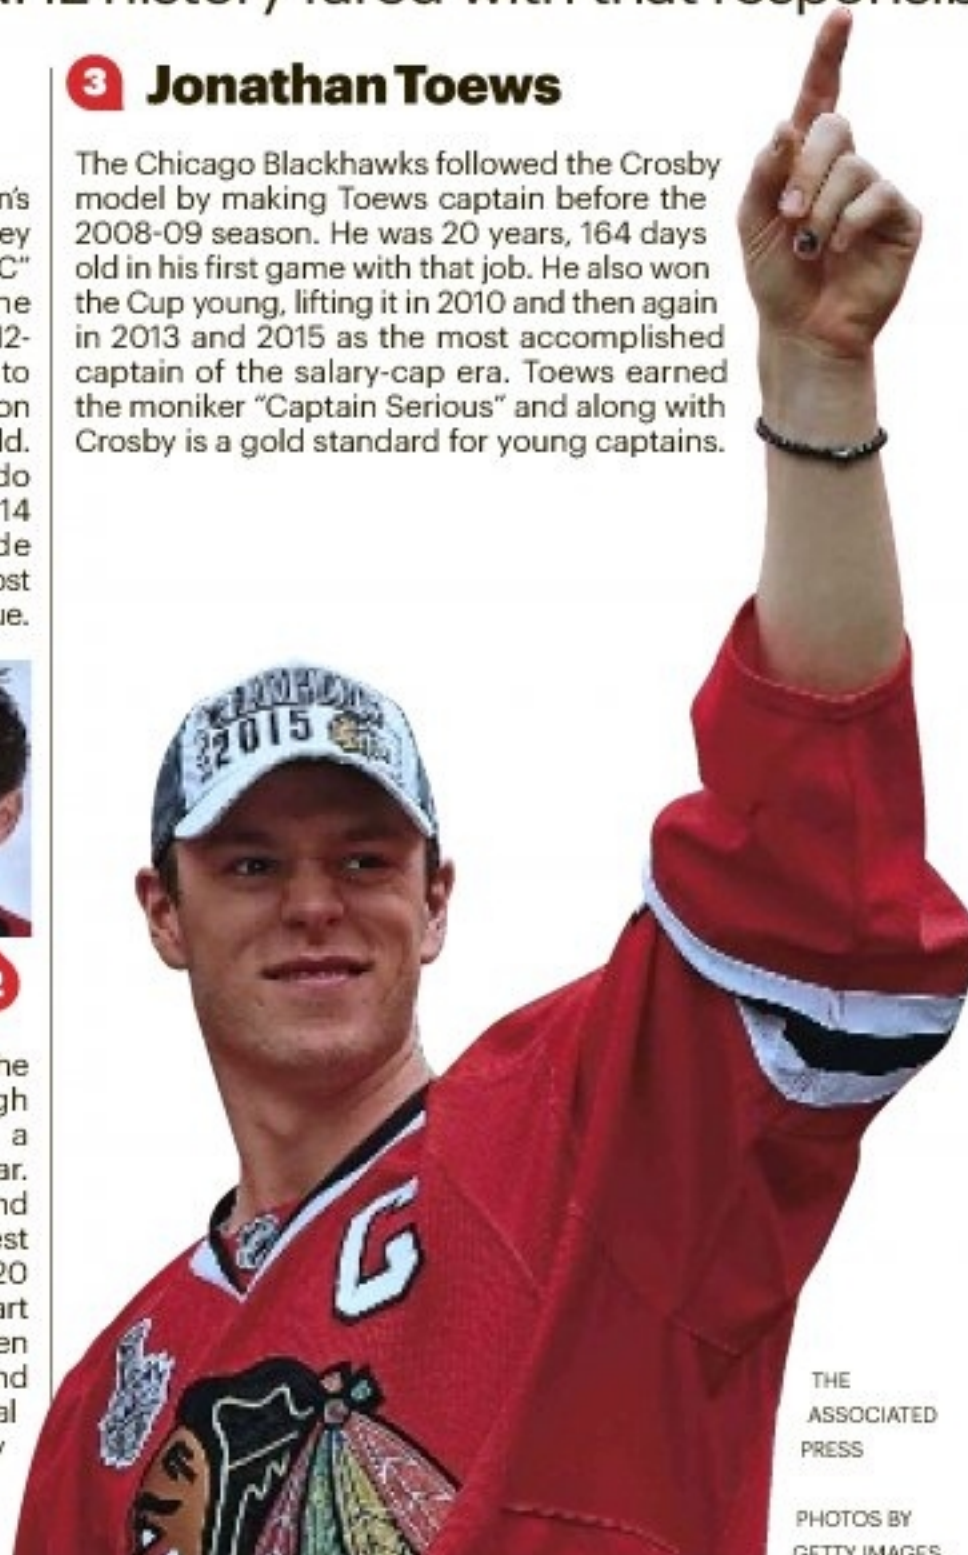 3 Jonathan Toews
The Chicago Blackhawks followed the Crosby
model by making Toews captain before the
2008-09 season. He was 20 years, 164 days
old in his first game with that job. He also won
the Cup young, lifting it in 2010 and then again
in 2013 and 2015 as the most accomplished
captain of the salary-cap era. Toews earned
the moniker “Captain Serious” and along with
Crosby is a gold standard for young captains.
2015
C
THE
ASSOCIATED
PRESS
PHOTOS BY
GETTY IMAGES